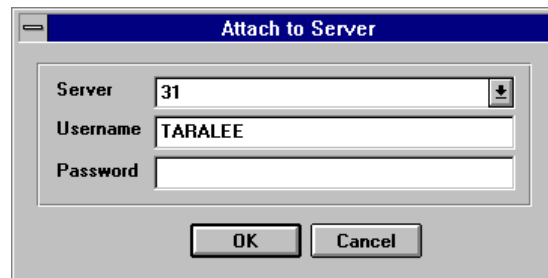 Attach to Server
Server 31
Username TARALEE
Password
OK Cancel